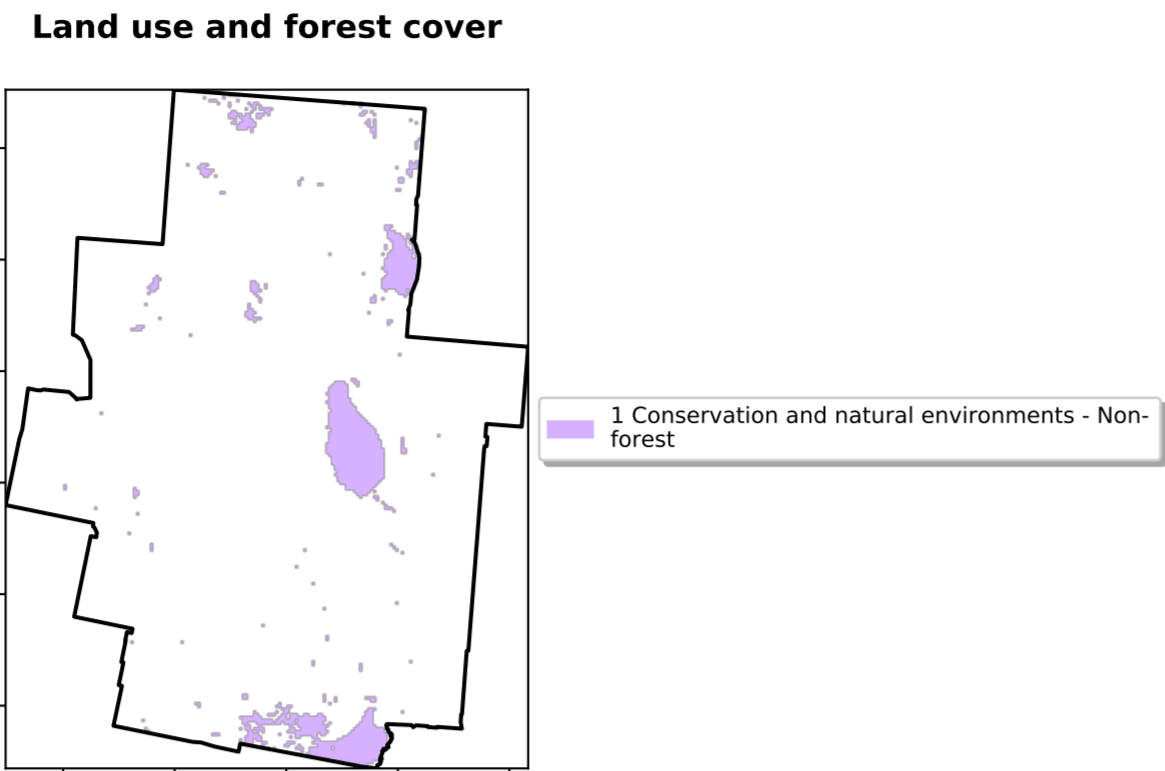 Land use and forest cover
1 Conservation and natural environments - Non-
forest